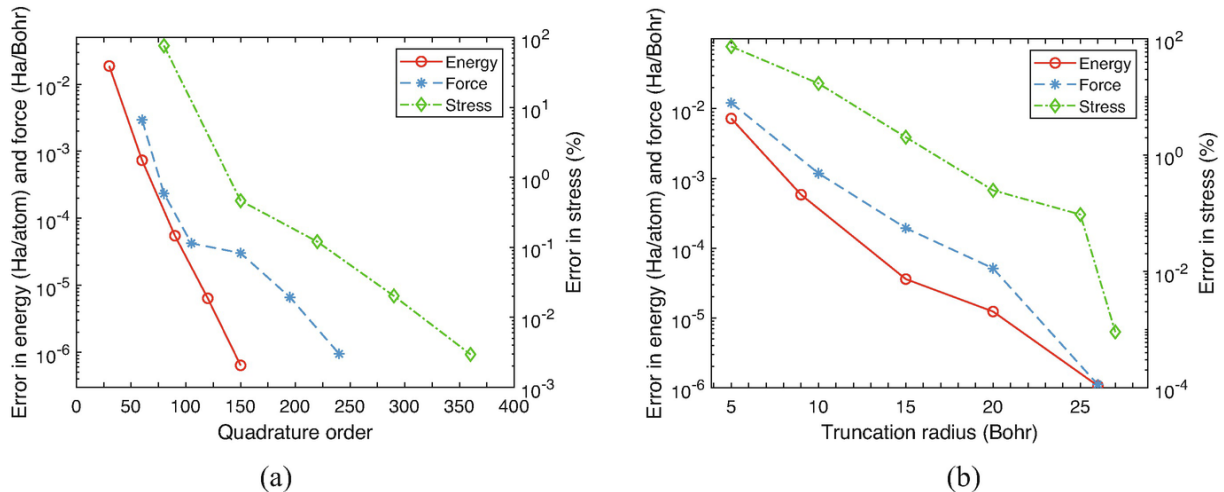 Error in energy (Ha/atom) and force (Ha/Bohr)
10^-2
10^-3
10^-4
10^-5
10^-6
Energy
Force
Stress
10^2
10^1
10^0
10^-1
10^-2
10^-3
Error in stress (%)
0 50 100 150 200 250 300 350 400
Quadrature order
(a)
Error in energy (Ha/atom) and force (Ha/Bohr)
10^-2
10^-3
10^-4
10^-5
10^-6
Energy
Force
Stress
10^2
10^0
10^-2
10^-4
Error in stress (%)
5 10 15 20 25
Truncation radius (Bohr)
(b)